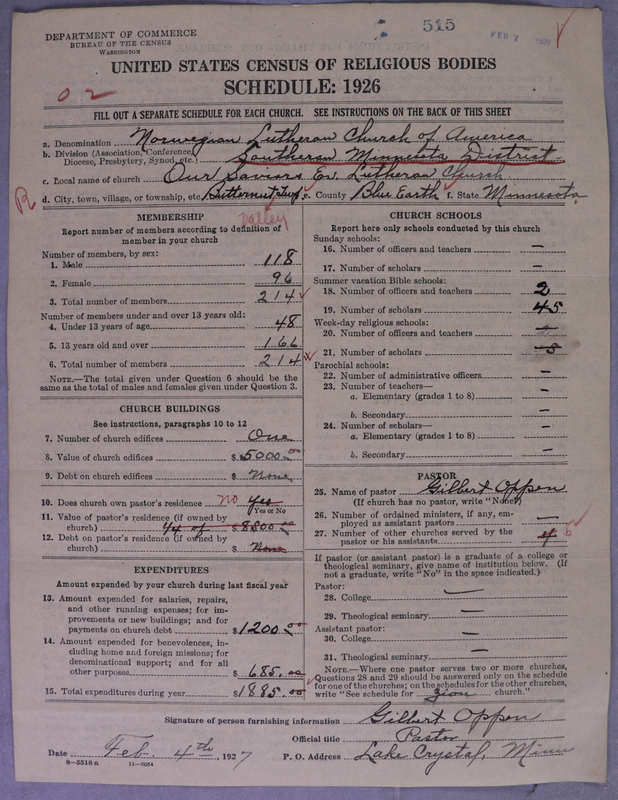 515
FEB 7
DEPARTMENT OF COMMERCE
BUREAU OF THE CENSUS
WASHINGTON
UNITED STATES CENSUS OF RELIGIOUS BODIES
SCHEDULE: 1926
O 2
FILL OUT A SEPARATE SCHEDULE FOR EACH CHURCH. SEE INSTRUCTIONS ON THE BACK OF THIS SHEET
a. Denomination Norwegian Lutheran Church of America
b. Division (Association, Conference, Diocese, Presbytery, Synod, etc.) Southern Minnesota District
c. Local name of church Our Saviors Ev. Lutheran Church
R
d. City, town, village, or township, etc. Butternut e. County Blue Earth f. State Minnesota
valley
MEMBERSHIP
Report number of members according to definition of
member in your church
Number of members, by sex:
1. Male 118
2. Female 96
3. Total number of members 214
Number of members under and over 13 years old:
4. Under 13 years of age 48
5. 13 years old and over 166
6. Total number of members 214
NOTE.—The total given under Question 6 should be the
same as the total of males and females given under Question 3.
CHURCH BUILDINGS
See instructions, paragraphs 10 to 12
7. Number of church edifices One
8. Value of church edifices $ 5000.00
9. Debt on church edifices $ None
10. Does church own pastor's residence no yes
Yes or No
11. Value of pastor's residence (if owned by
church) 1/4 of $ 8800.00
12. Debt on pastor's residence (if owned by
church) $ None
EXPENDITURES
Amount expended by your church during last fiscal year
13. Amount expended for salaries, repairs,
and other running expenses; for im-
provements or new buildings; and for
payments on church debt $ 1200.00
14. Amount expended for benevolences, in-
cluding home and foreign missions; for
denominational support; and for all
other purposes $ 685.00
15. Total expenditures during year $ 1885.00
CHURCH SCHOOLS
Report here only schools conducted by this church
Sunday schools:
16. Number of officers and teachers —
17. Number of scholars —
Summer vacation Bible schools:
18. Number of officers and teachers 2
19. Number of scholars 45
Week-day religious schools:
20. Number of officers and teachers —
21. Number of scholars
Parochial schools:
22. Number of administrative officers —
23. Number of teachers—
a. Elementary (grades 1 to 8) —
b. Secondary —
24. Number of scholars—
a. Elementary (grades 1 to 8) —
b. Secondary —
PASTOR
25. Name of pastor Gilbert Oppen
(If church has no pastor, write "None")
26. Number of ordained ministers, if any, em-
ployed as assistant pastors —
27. Number of other churches served by the
pastor or his assistants 4
If pastor (or assistant pastor) is a graduate of a college or
theological seminary, give name of institution below. (If
not a graduate, write "No" in the space indicated.)
Pastor:
28. College —
29. Theological seminary —
Assistant pastor:
30. College —
31. Theological seminary —
NOTE.—Where one pastor serves two or more churches,
Questions 28 and 29 should be answered only on the schedule
for one of the churches; on the schedules for the other churches,
write "See schedule for Zion church."
Signature of person furnishing information Gilbert Oppen
Official title Pastor
Date Feb. 4th, 1927 P. O. Address Lake Crystal, Minn
8—5518a 11—8654